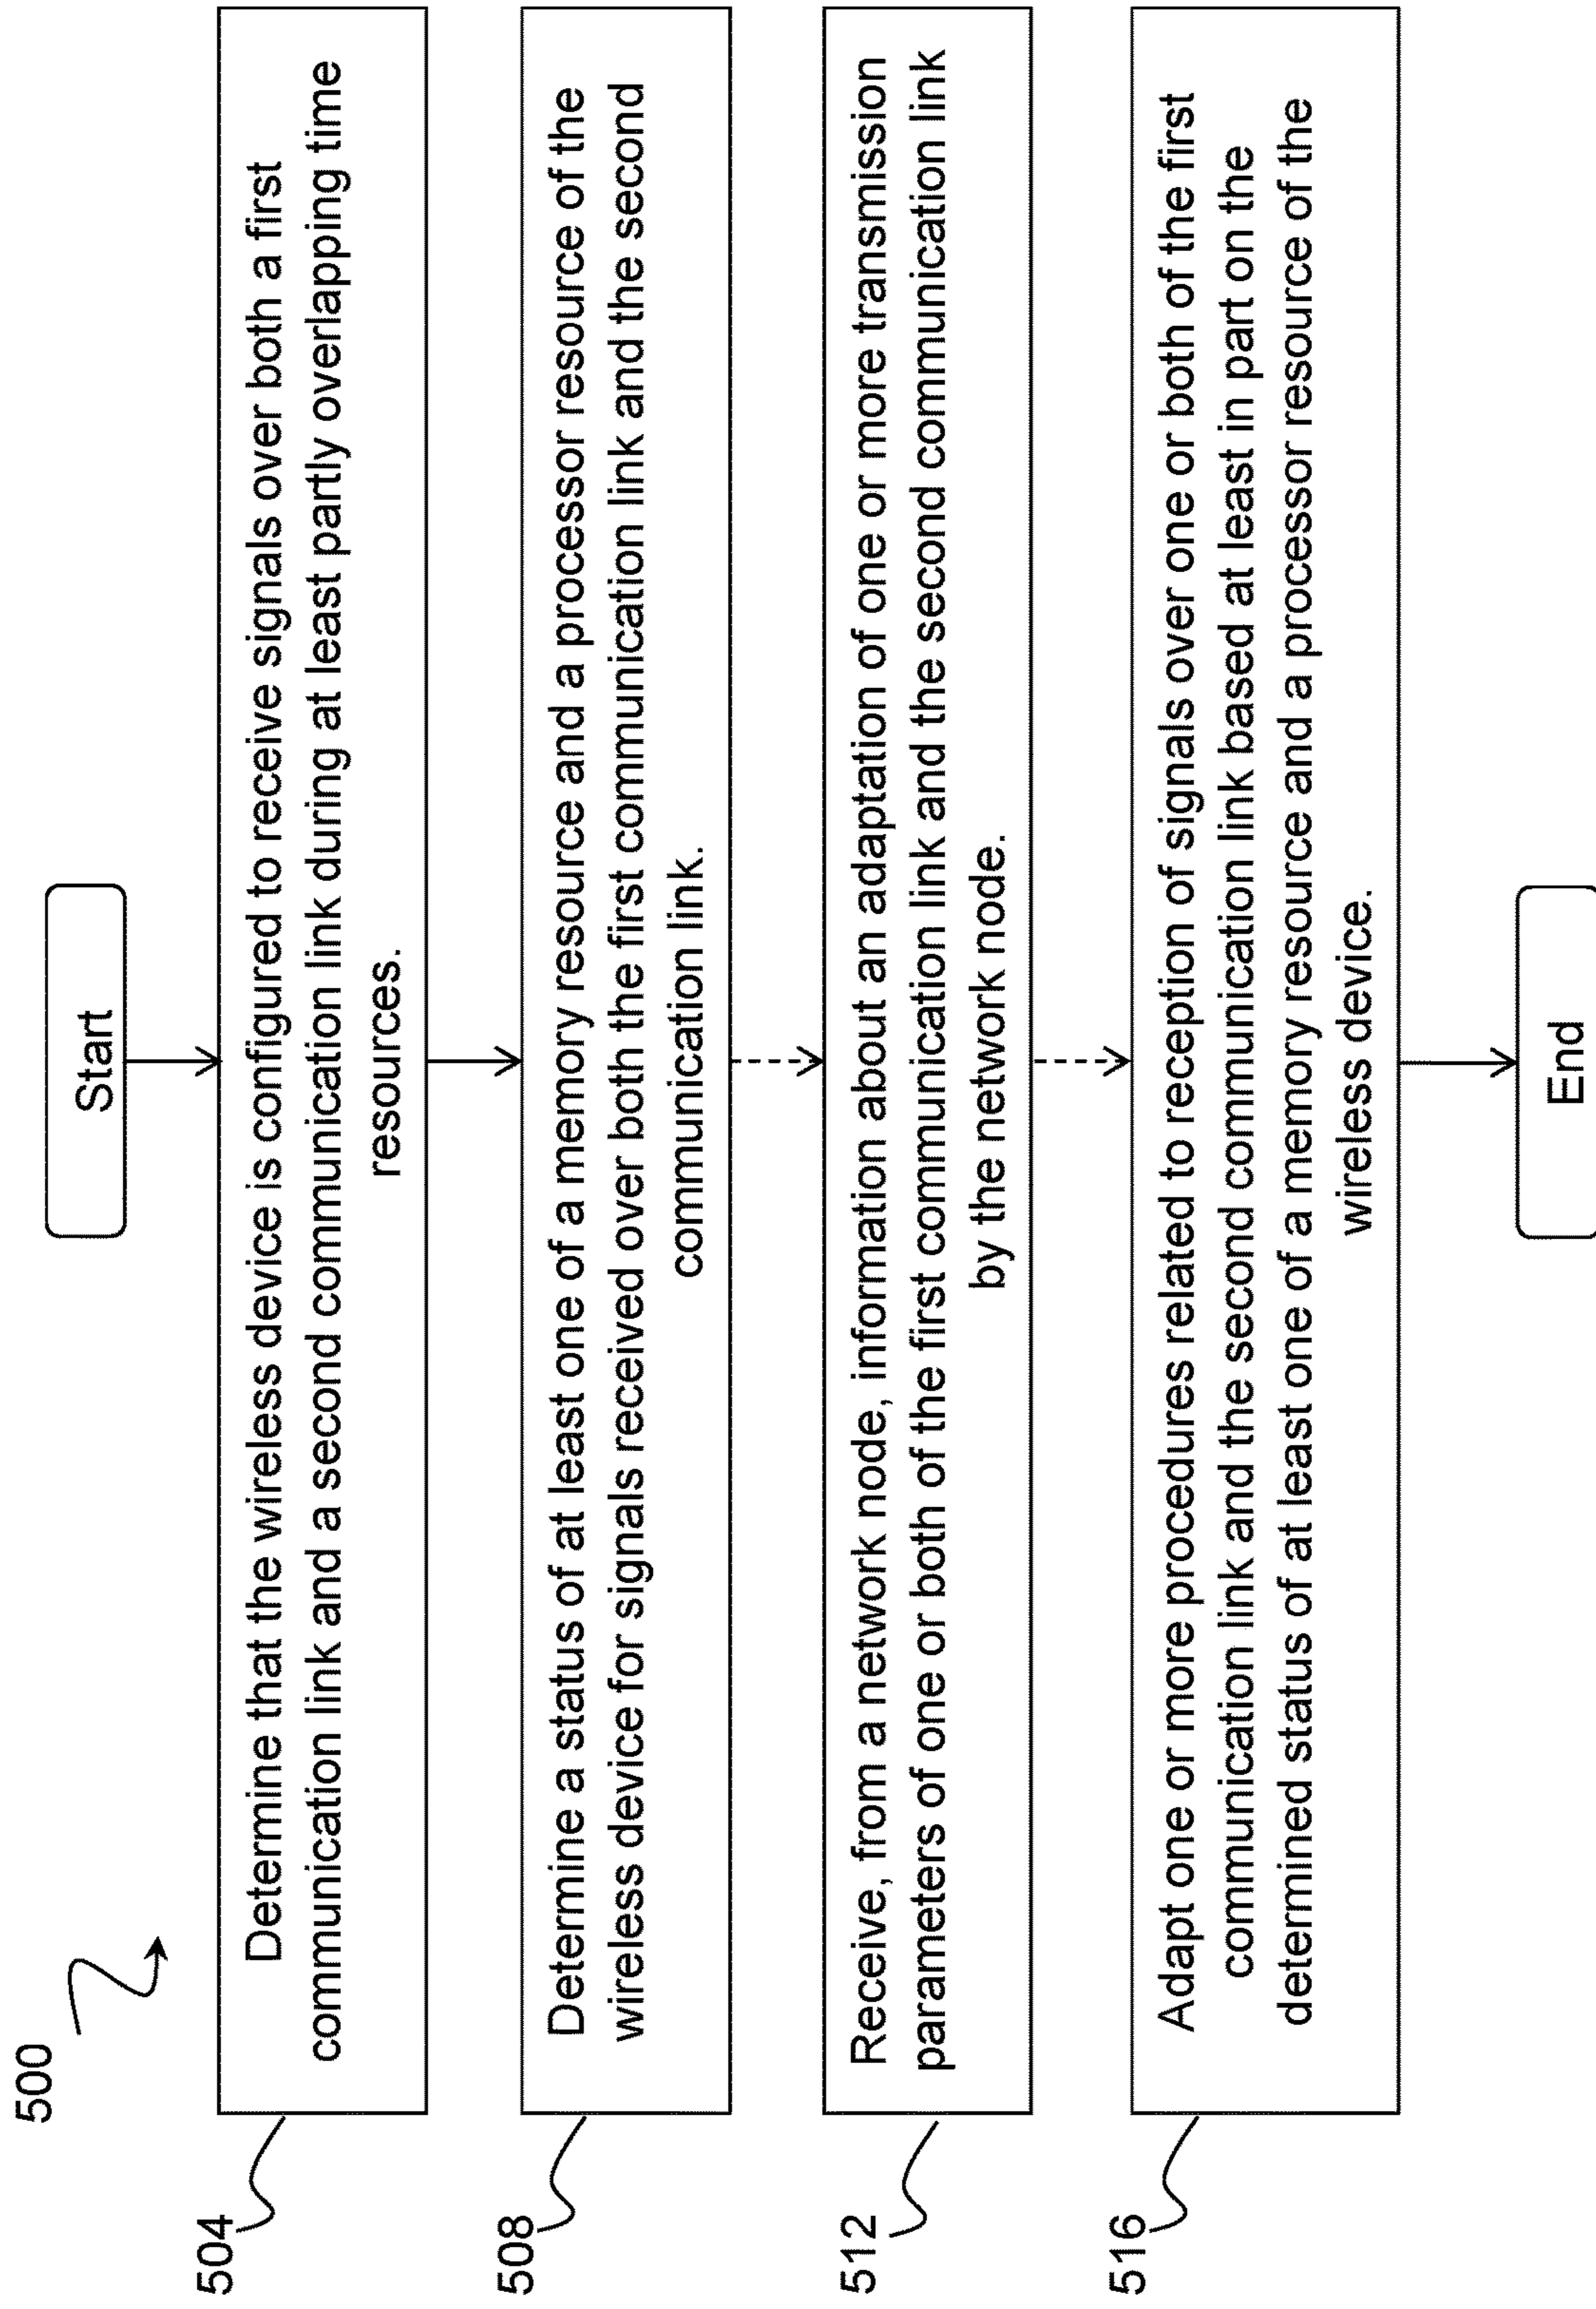 500
Start
504
Determine that the wireless device is configured to receive signals over both a first
communication link and a second communication link during at least partly overlapping time
resources.
508
Determine a status of at least one of a memory resource and a processor resource of the
wireless device for signals received over both the first communication link and the second
communication link.
512
Receive, from a network node, information about an adaptation of one or more transmission
parameters of one or both of the first communication link and the second communication link
by the network node.
516
Adapt one or more procedures related to reception of signals over one or both of the first
communication link and the second communication link based at least in part on the
determined status of at least one of a memory resource and a processor resource of the
wireless device.
End